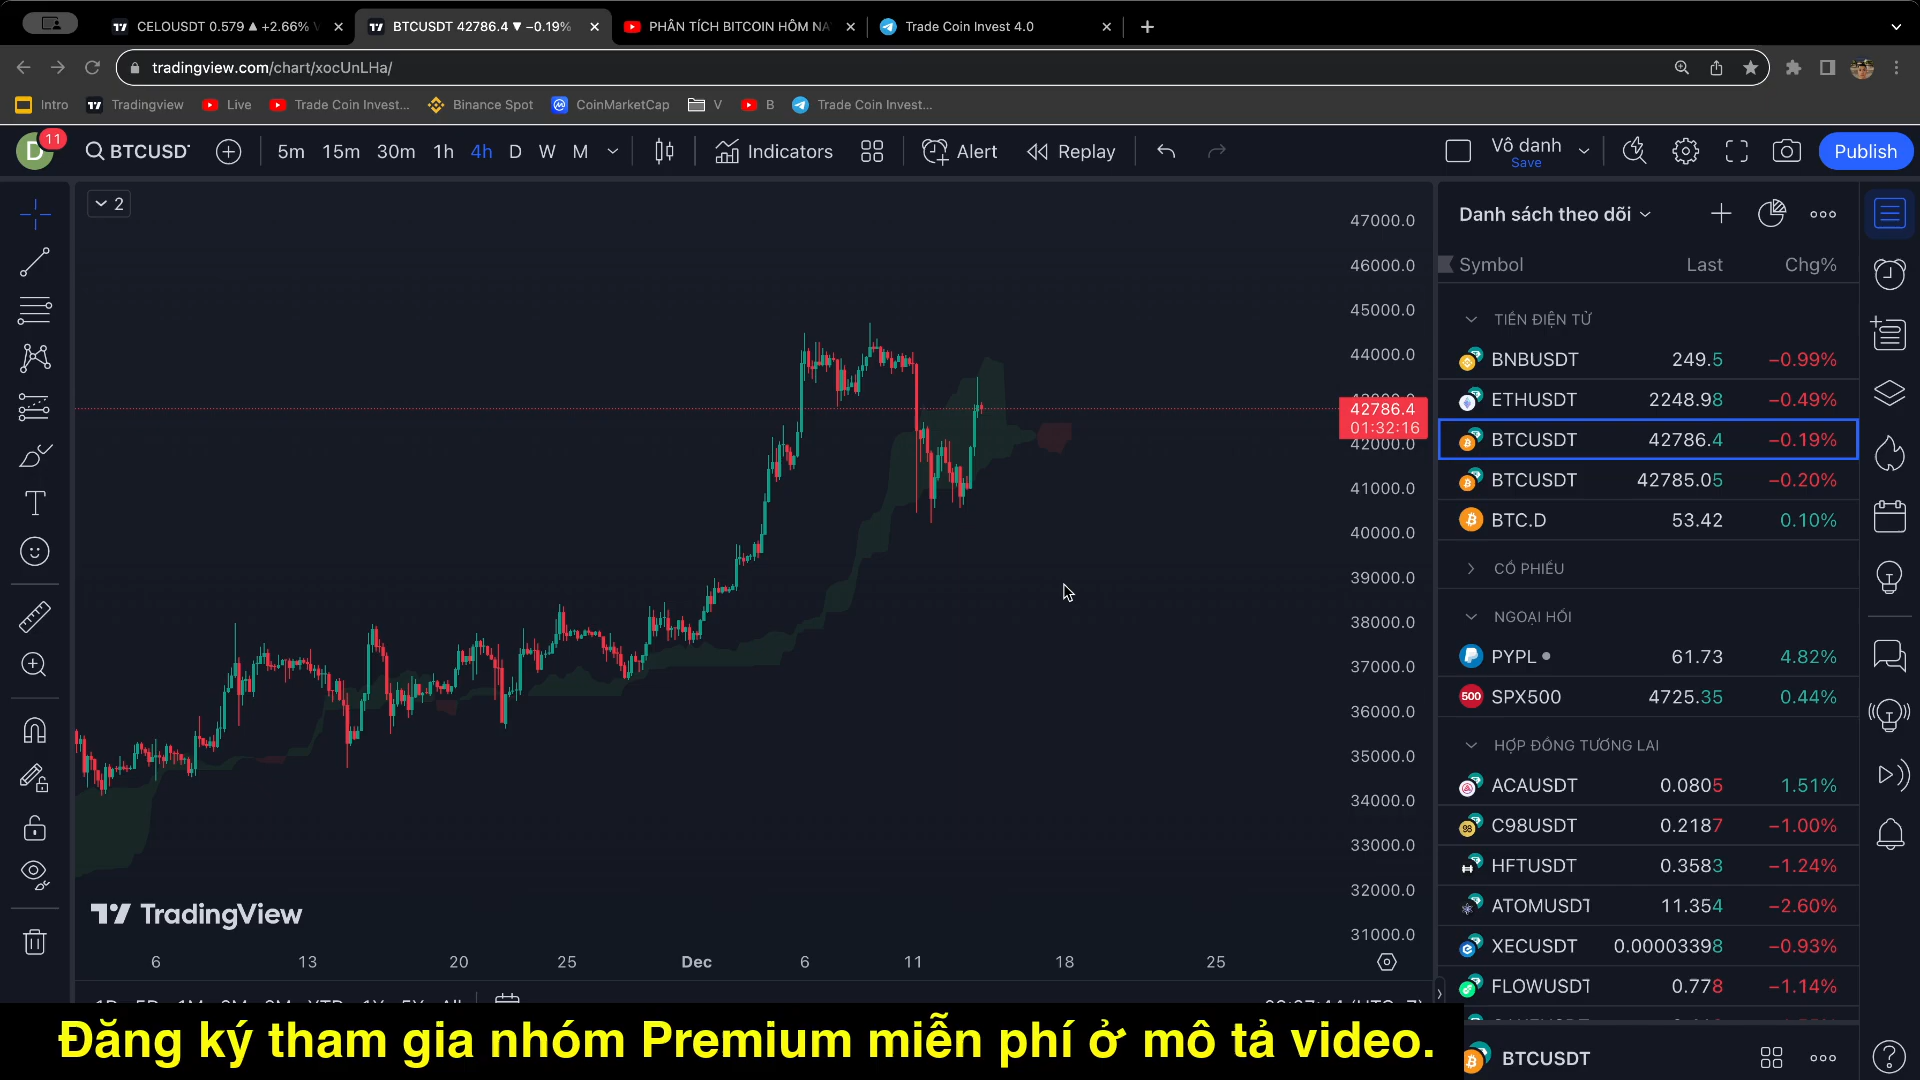 CELOUSDT 0.579 ▲ +2.66%
BTCUSDT 42786.4 ▼ −0.19%
PHÂN TÍCH BITCOIN HÔM NA
Trade Coin Invest 4.0
tradingview.com/chart/xocUnLHa/
Intro
Tradingview
Live
Trade Coin Invest...
Binance Spot
CoinMarketCap
V
B
Trade Coin Invest...
D
11
BTCUSD
5m 15m 30m 1h 4h D W M
Indicators
Alert
Replay
Vô danh
Save
Publish
2
47000.0
46000.0
45000.0
44000.0
42786.4
01:32:16
42000.0
41000.0
40000.0
39000.0
38000.0
37000.0
36000.0
35000.0
34000.0
33000.0
32000.0
31000.0
TradingView
6 13 20 25 Dec 6 11 18 25
Danh sách theo dõi
Symbol Last Chg%
TIỀN ĐIỆN TỬ
BNBUSDT 249.5 −0.99%
ETHUSDT 2248.98 −0.49%
BTCUSDT 42786.4 −0.19%
BTCUSDT 42785.05 −0.20%
BTC.D 53.42 0.10%
CỔ PHIẾU
NGOẠI HỐI
PYPL 61.73 4.82%
500 SPX500 4725.35 0.44%
HỢP ĐỒNG TƯƠNG LAI
ACAUSDT 0.0805 1.51%
98 C98USDT 0.2187 −1.00%
HFTUSDT 0.3583 −1.24%
ATOMUSDT 11.354 −2.60%
XECUSDT 0.00003398 −0.93%
FLOWUSDT 0.778 −1.14%
BTCUSDT
Đăng ký tham gia nhóm Premium miễn phí ở mô tả video.